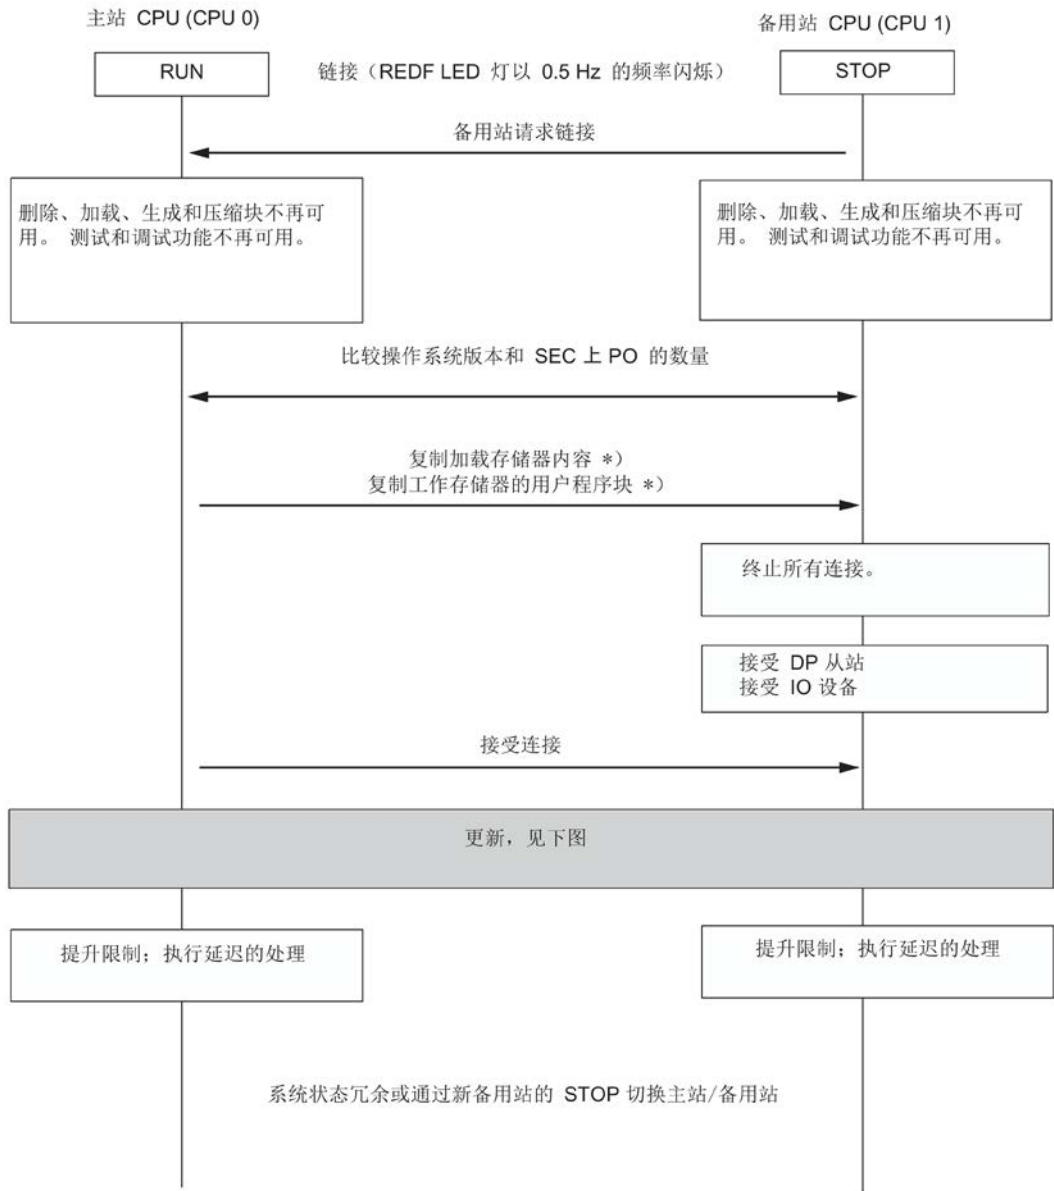 主站 CPU (CPU 0)
备用站 CPU (CPU 1)
RUN
链接（REDF LED 灯以 0.5 Hz 的频率闪烁）
STOP
备用站请求链接
删除、加载、生成和压缩块不再可
用。 测试和调试功能不再可用。
删除、加载、生成和压缩块不再可
用。 测试和调试功能不再可用。
比较操作系统版本和 SEC 上 PO 的数量
复制加载存储器内容 *）
复制工作存储器的用户程序块 *）
终止所有连接。
接受 DP 从站
接受 IO 设备
接受连接
更新，见下图
提升限制；执行延迟的处理
提升限制；执行延迟的处理
系统状态冗余或通过新备用站的 STOP 切换主站/备用站